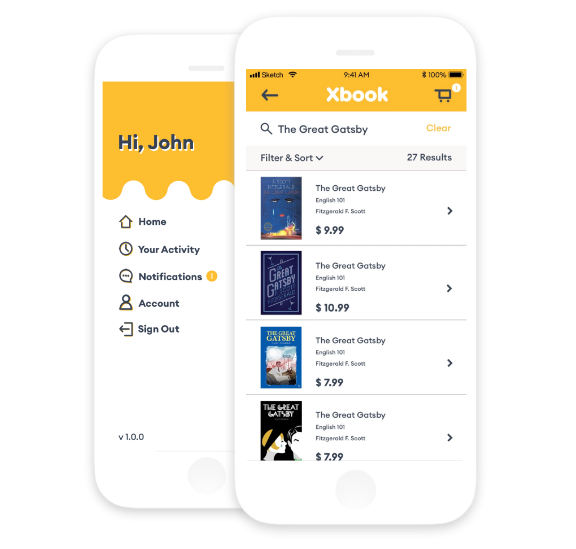 Hi, John
Home
Your Activity
Notifications
Account
Sign Out
v 1.0.0
Sketch 9:41 AM 100%
Xbook
1
The Great Gatsby Clear
Filter & Sort 27 Results
The Great Gatsby
English 101
Fitzgerald F. Scott
$ 9.99
THE
GREAT
GATSBY
The Great Gatsby
English 101
Fitzgerald F. Scott
$ 10.99
THE GREAT
GATSBY
The Great Gatsby
English 101
Fitzgerald F. Scott
$ 7.99
THE GREAT
GATSBY
The Great Gatsby
English 101
Fitzgerald F. Scott
$ 7.99